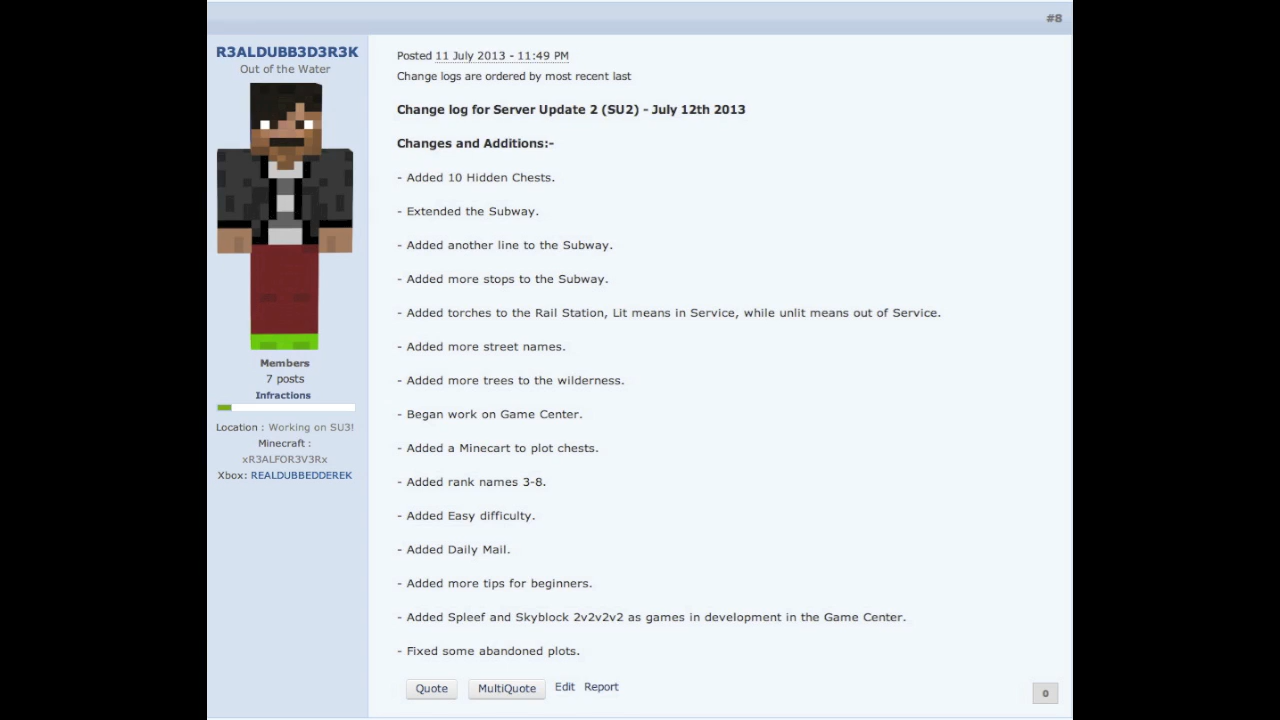 #8
R3ALDUBB3D3R3K
Out of the Water
Members
7 posts
Infractions
Location : Working on SU3!
Minecraft :
xR3ALFOR3V3Rx
Xbox: REALDUBBEDDEREK
Posted 11 July 2013 - 11:49 PM
Change logs are ordered by most recent last
Change log for Server Update 2 (SU2) - July 12th 2013
Changes and Additions:-
- Added 10 Hidden Chests.
- Extended the Subway.
- Added another line to the Subway.
- Added more stops to the Subway.
- Added torches to the Rail Station, Lit means in Service, while unlit means out of Service.
- Added more street names.
- Added more trees to the wilderness.
- Began work on Game Center.
- Added a Minecart to plot chests.
- Added rank names 3-8.
- Added Easy difficulty.
- Added Daily Mail.
- Added more tips for beginners.
- Added Spleef and Skyblock 2v2v2v2 as games in development in the Game Center.
- Fixed some abandoned plots.
Quote MultiQuote Edit Report
0